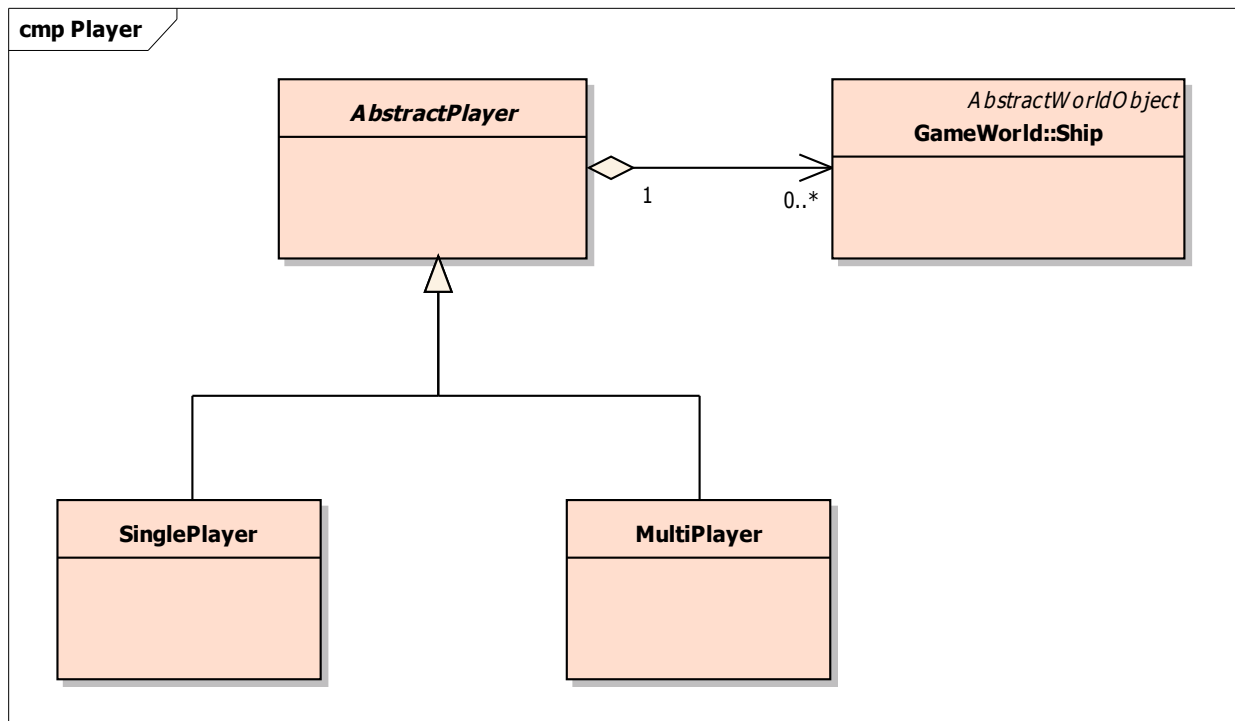 cmp Player
AbstractPlayer
AbstractWorldObject
GameWorld::Ship
1
0..*
SinglePlayer
MultiPlayer